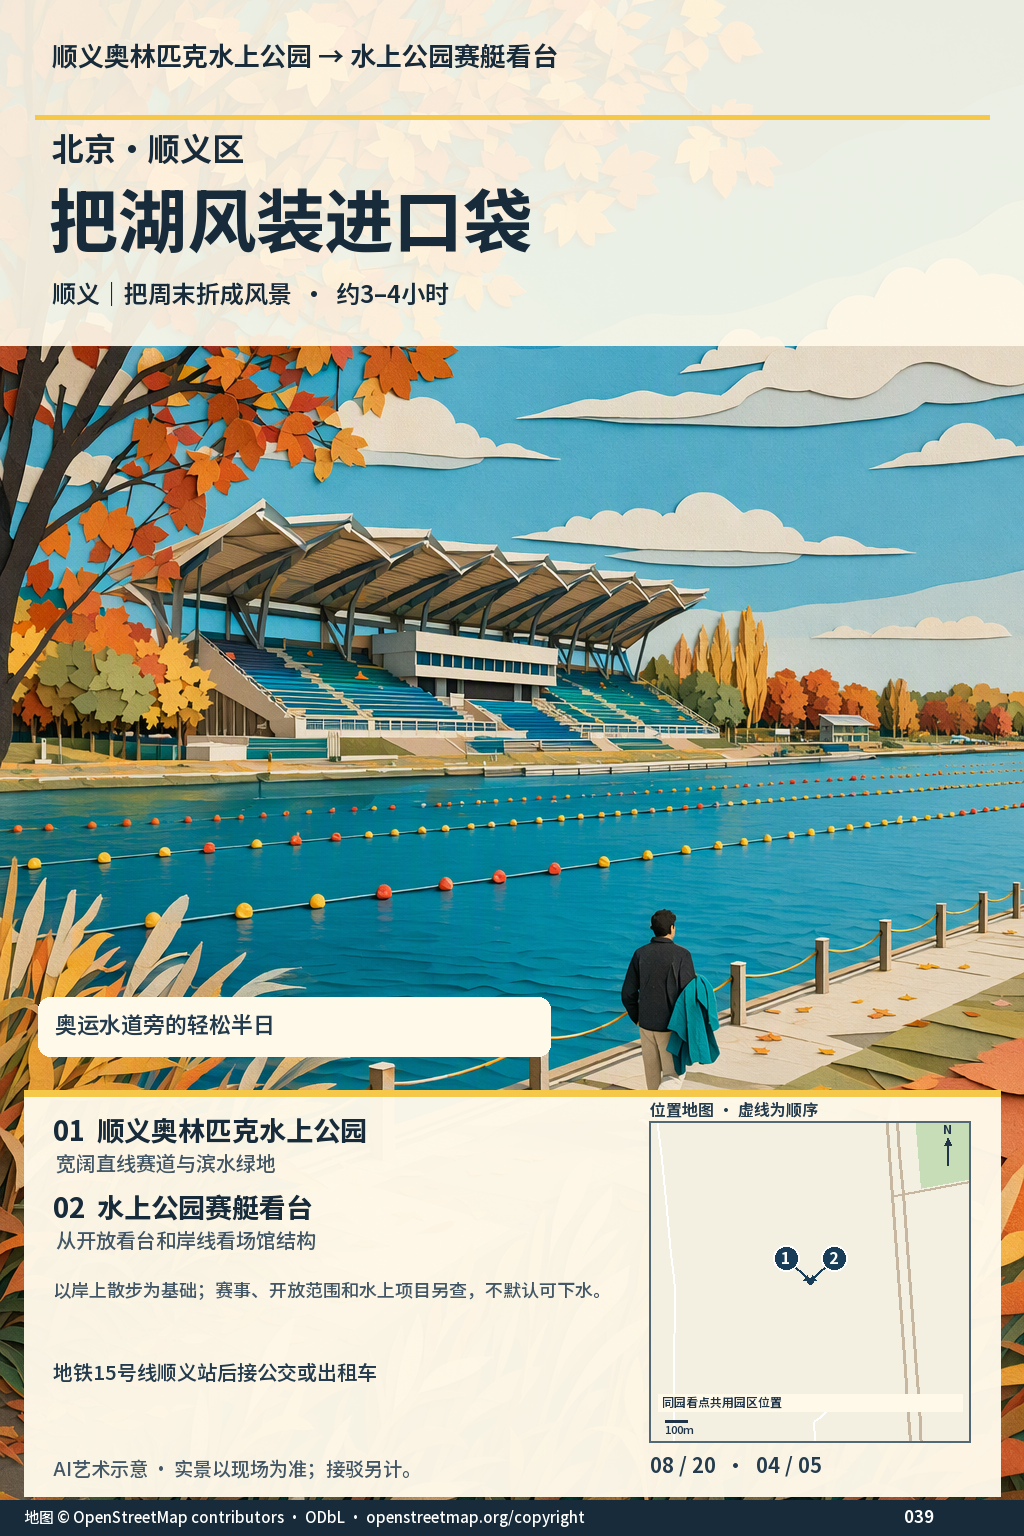 顺义奥林匹克水上公园 → 水上公园赛艇看台
北京・顺义区
把湖风装进口袋
顺义｜把周末折成风景 · 约3–4小时
奥运水道旁的轻松半日
01 顺义奥林匹克水上公园
宽阔直线赛道与滨水绿地
02 水上公园赛艇看台
从开放看台和岸线看场馆结构
以岸上散步为基础；赛事、开放范围和水上项目另查，不默认可下水。
地铁15号线顺义站后接公交或出租车
AI艺术示意 · 实景以现场为准；接驳另计。
位置地图 · 虚线为顺序
N
1 2
同园看点共用园区位置
100m
08 / 20 · 04 / 05
地图 © OpenStreetMap contributors · ODbL · openstreetmap.org/copyright
039